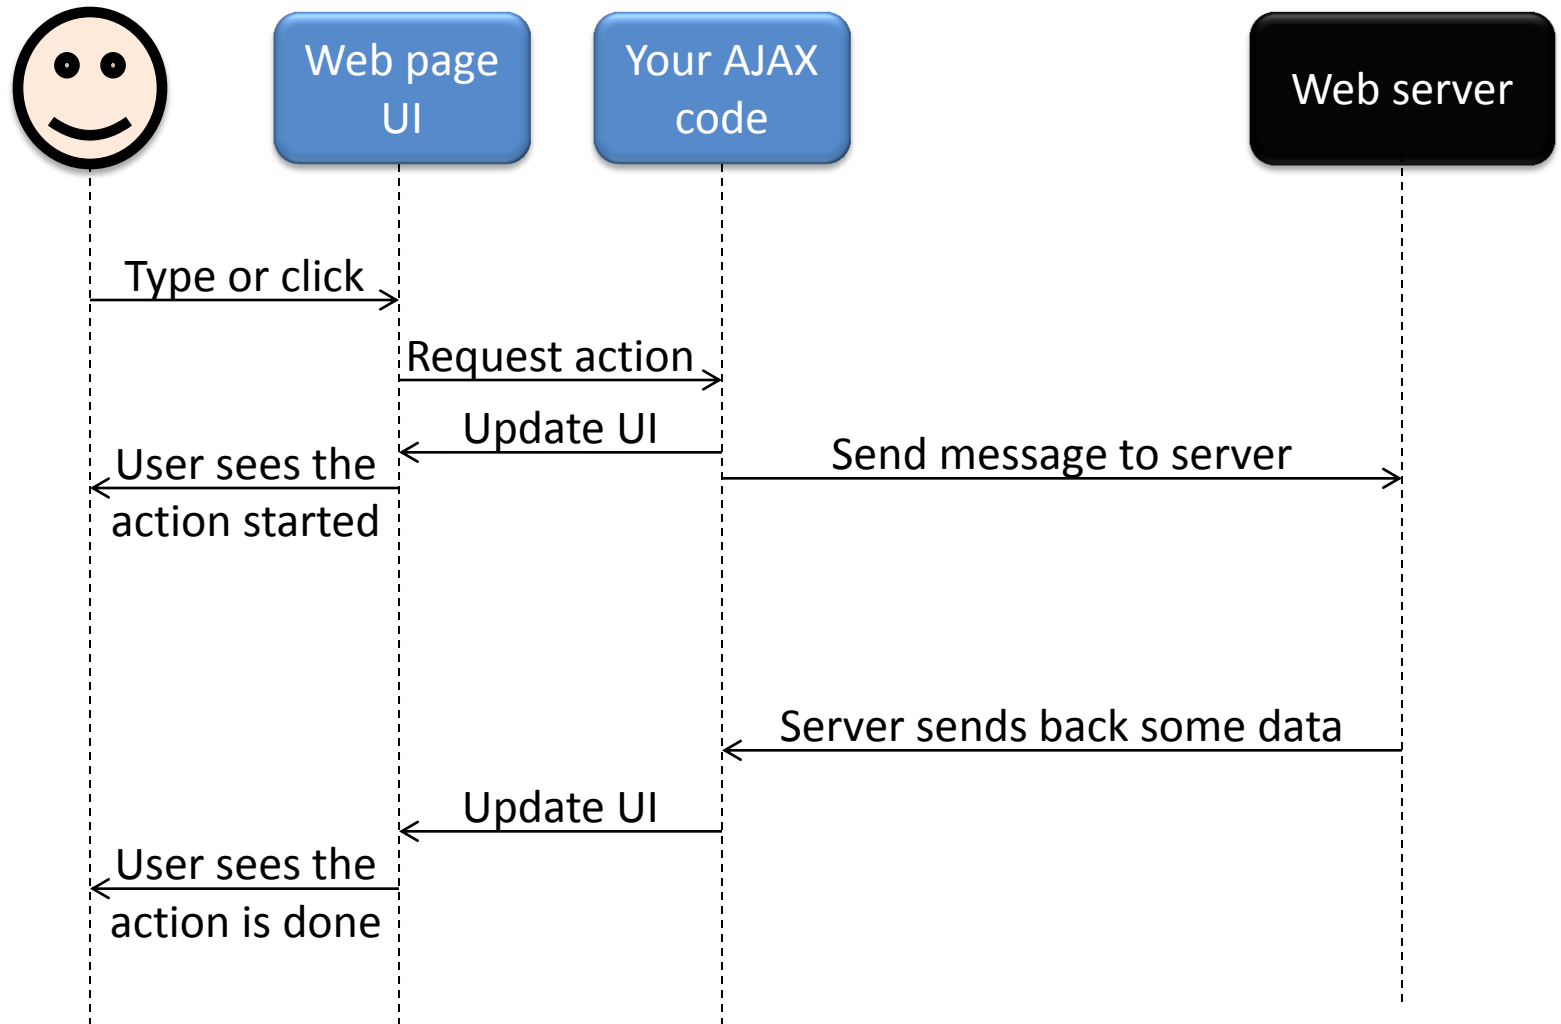 Web page
UI
Your AJAX
code
Web server
Type or click
Request action
Update UI
Send message to server
User sees the
action started
Server sends back some data
Update UI
User sees the
action is done